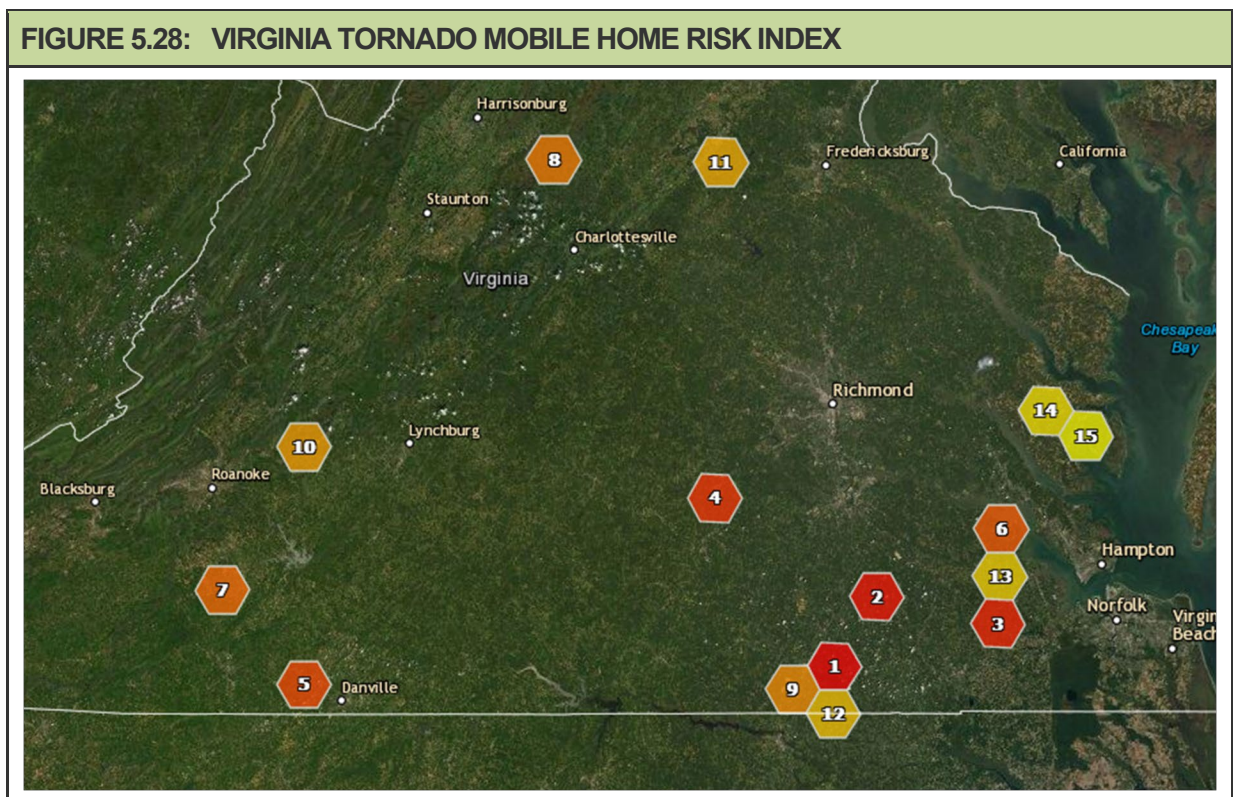 FIGURE 5.28: VIRGINIA TORNADO MOBILE HOME RISK INDEX
Harrisonburg
8
11
Fredericksburg
California
Staunton
Charlottesville
Virginia
Chesapeak
Bay
Richmond
14
15
Lynchburg
10
Roanoke
Blacksburg
4
6
Hampton
13
7
2
Norfolk
3
Virgin
Beach
1
5
Danville
9
12